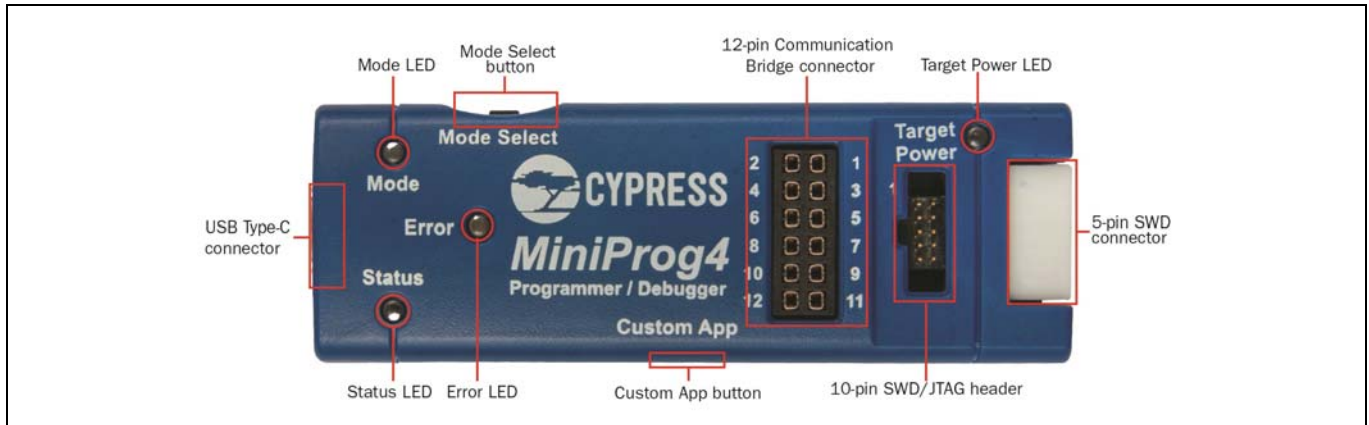 Mode LED
Mode Select
button
12-pin Communication
Bridge connector
Target Power LED
Mode Select
Mode
Target
Power
CYPRESS
2 1
4 3
6 5
8 7
10 9
12 11
1
USB Type-C
connector
Error
MiniProg4
Programmer / Debugger
Status
Custom App
5-pin SWD
connector
Status LED
Error LED
Custom App button
10-pin SWD/JTAG header